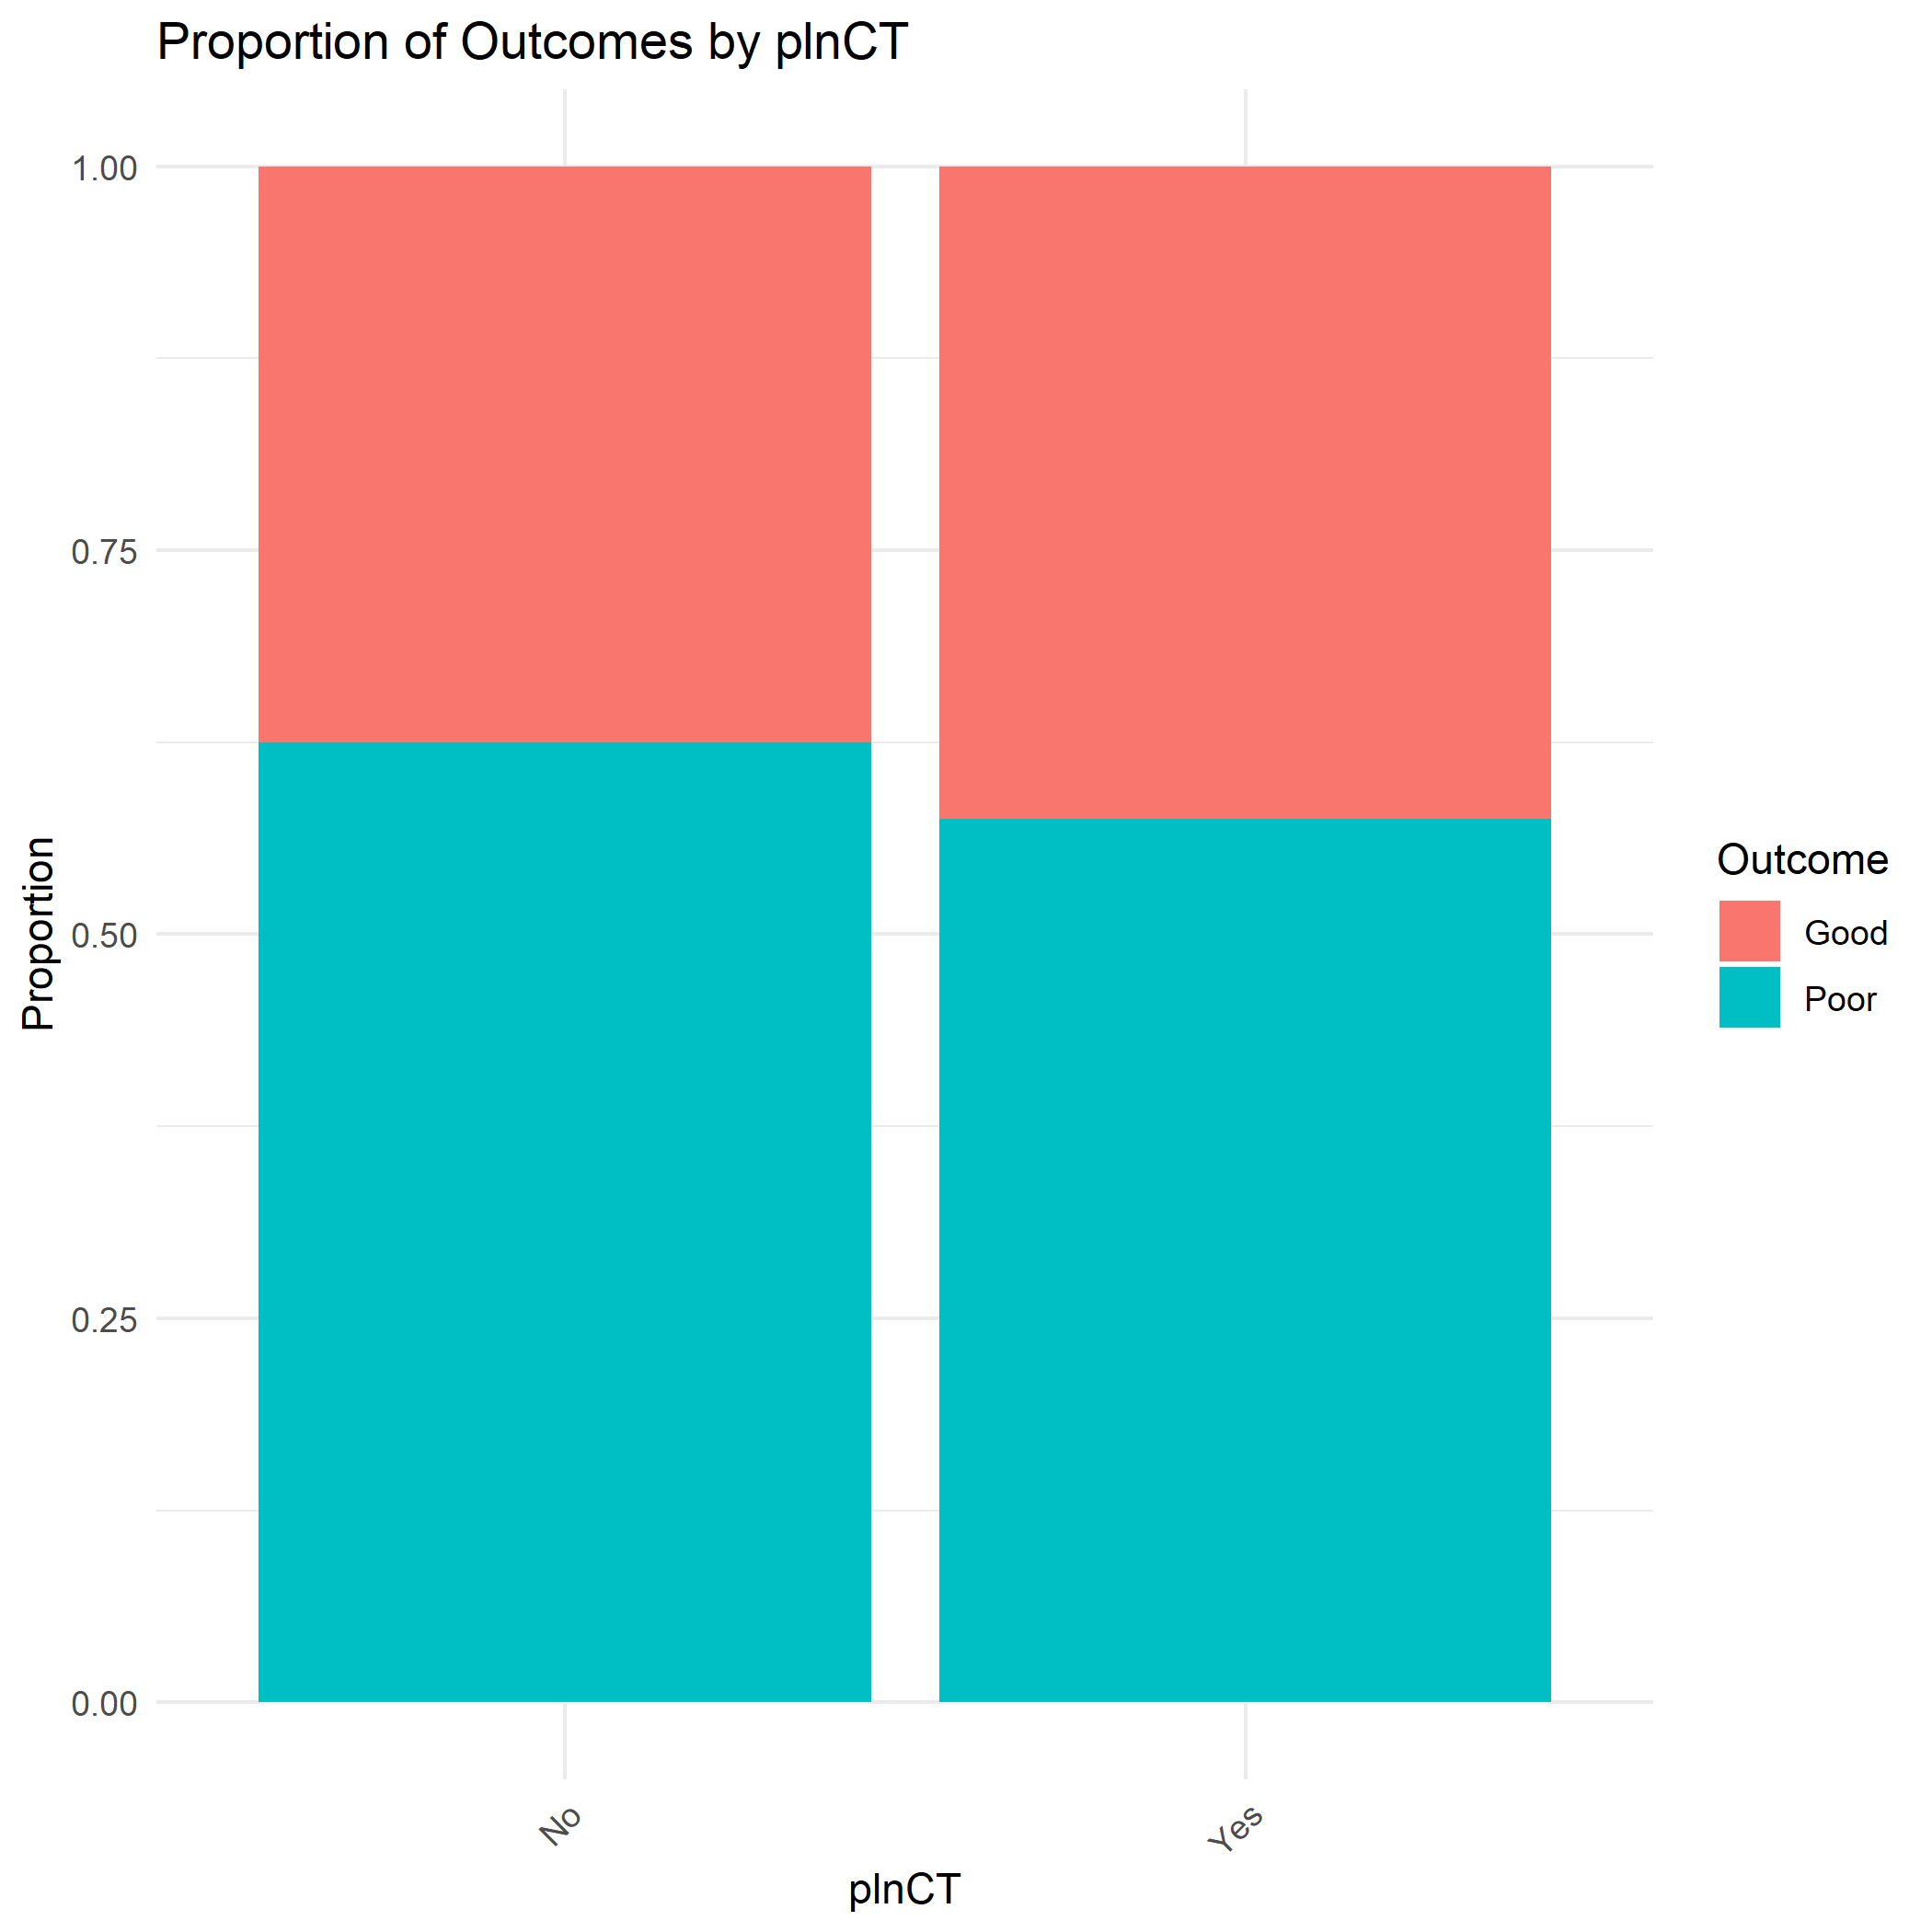 Proportion of Outcomes by plnCT
1.00
0.75
0.50
0.25
0.00
Proportion
No
Yes
plnCT
Outcome
Good
Poor